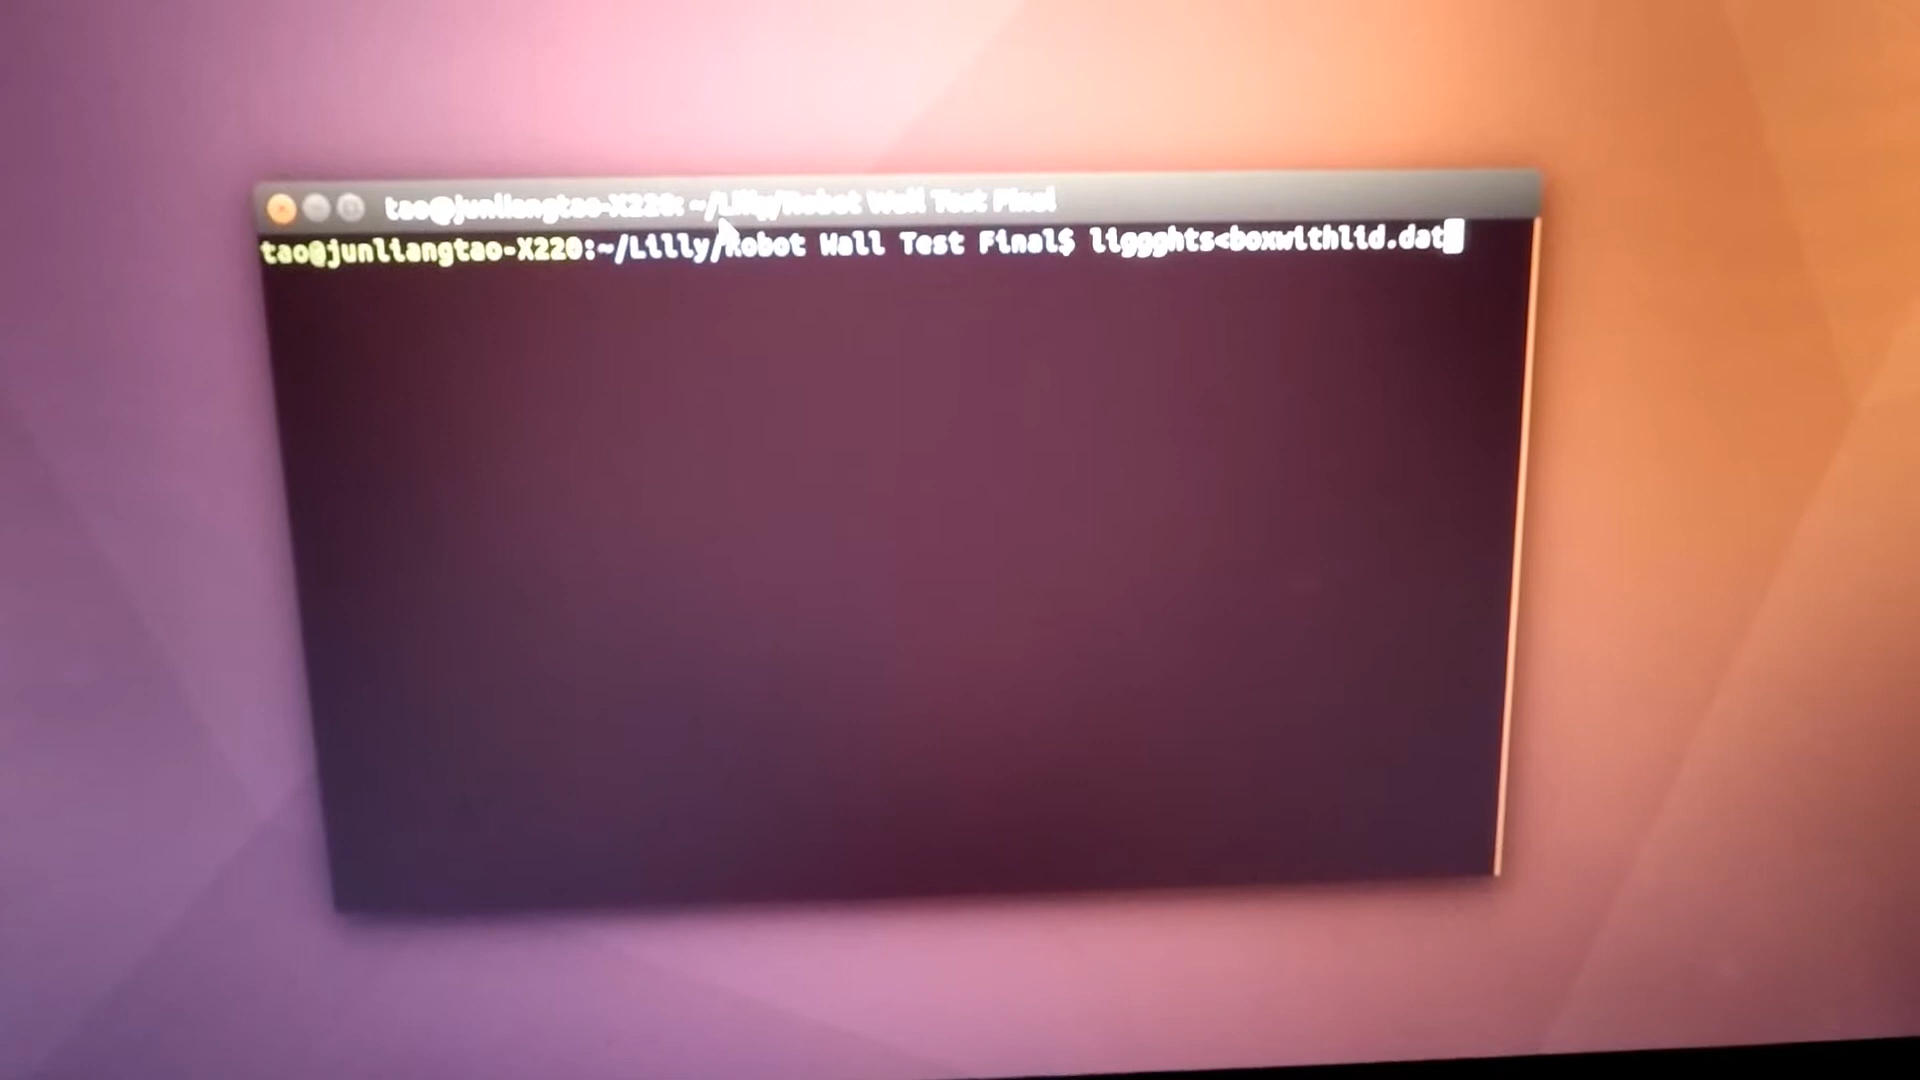 tao@junliangtao-X220: ~/Lilly/Robot Wall Test Final
tao@junliangtao-X220:~/Lilly/Robot Wall Test Final$ liggghts<boxwithlid.dat